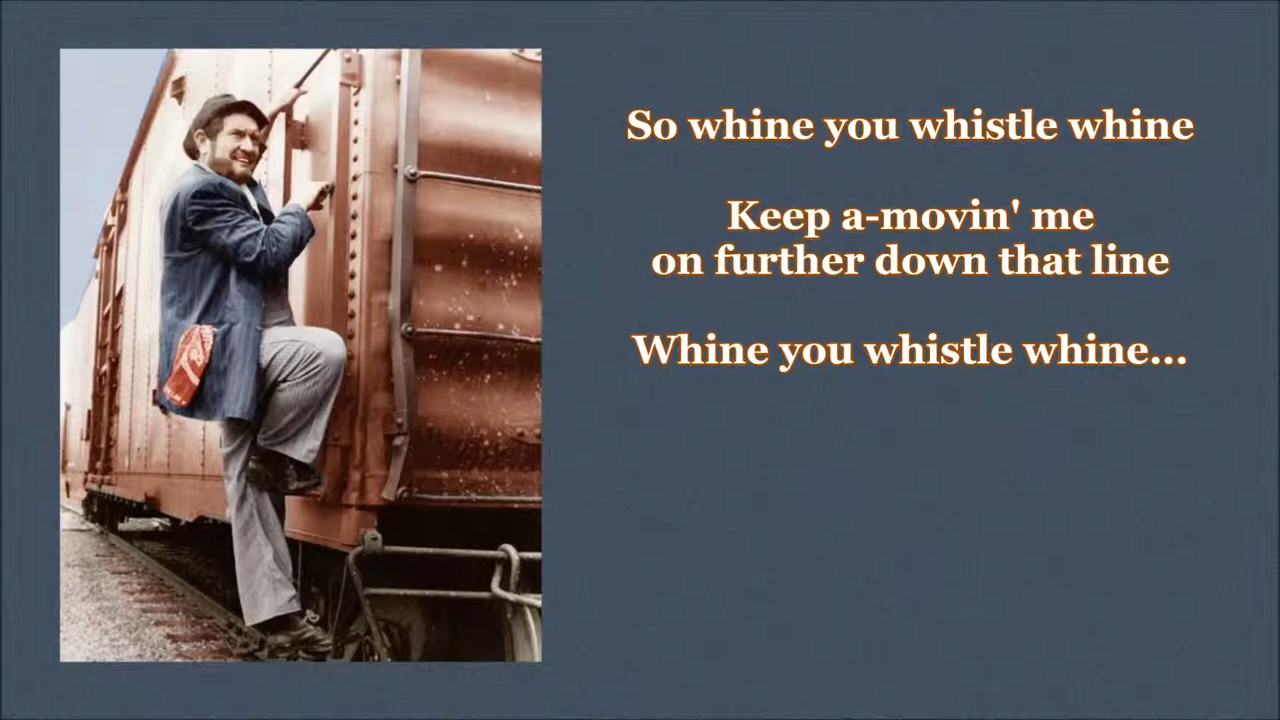 So whine you whistle whine
Keep a-movin' me
on further down that line
Whine you whistle whine...